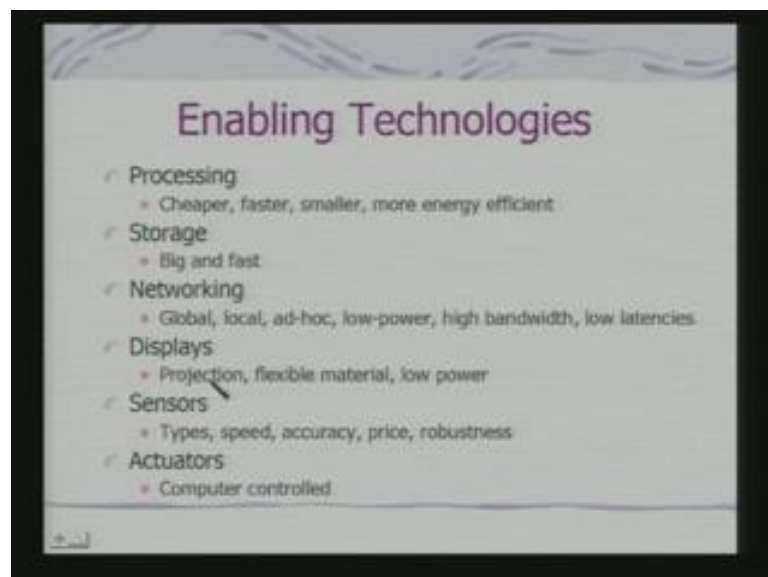 Enabling Technologies
Processing
Cheaper, faster, smaller, more energy efficient
Storage
Big and fast
Networking
Global, local, ad-hoc, low-power, high bandwidth, low latencies
Displays
Projection, flexible material, low power
Sensors
Types, speed, accuracy, price, robustness
Actuators
Computer controlled